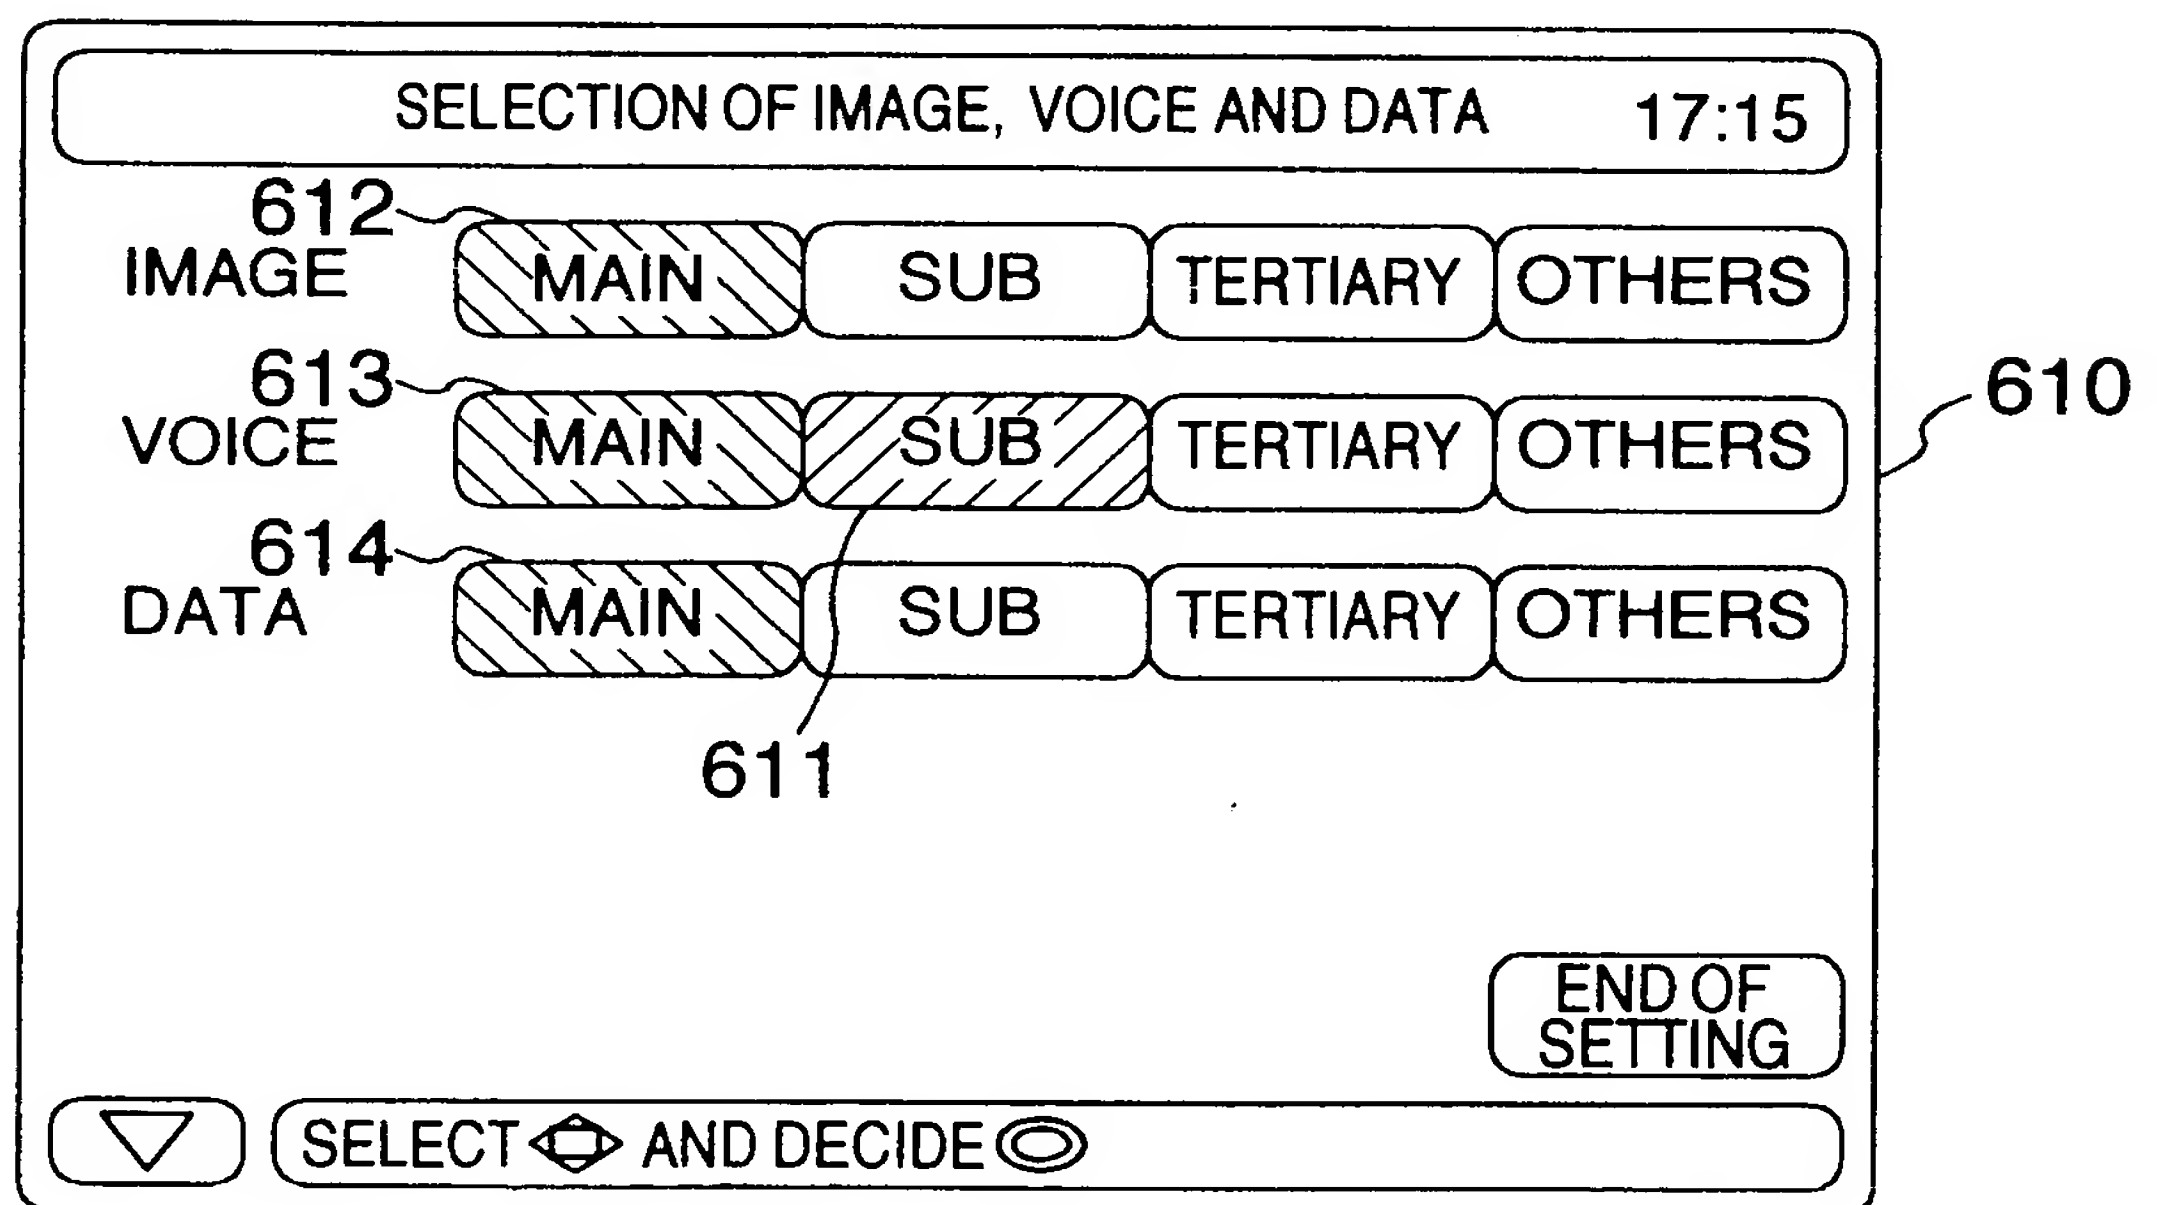 SELECTION OF IMAGE, VOICE AND DATA 17:15
612
IMAGE MAIN SUB TERTIARY OTHERS
613
VOICE MAIN SUB TERTIARY OTHERS
610
614
DATA MAIN SUB TERTIARY OTHERS
611
END OF
SETTING
SELECT AND DECIDE